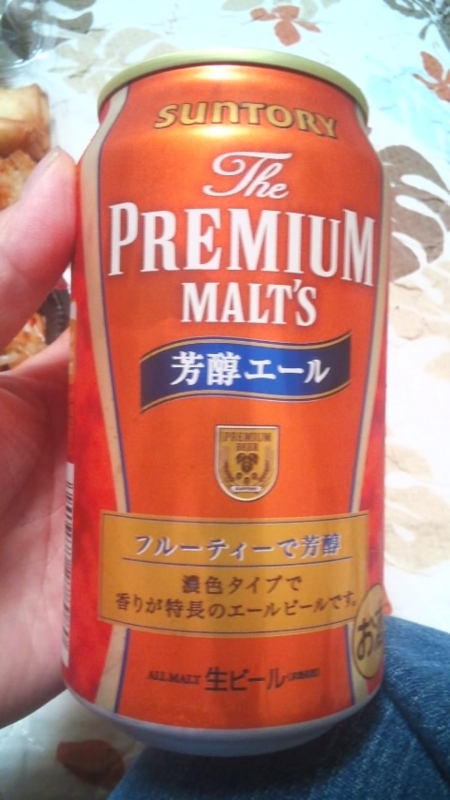 SUNTORY
The
PREMIUM
MALT'S
芳醇エール
PREMIUM
BEER
フルーティーで芳醇
濃色タイプで
香りが特長のエールビールです。
お酒
ALL MALT 生ビール